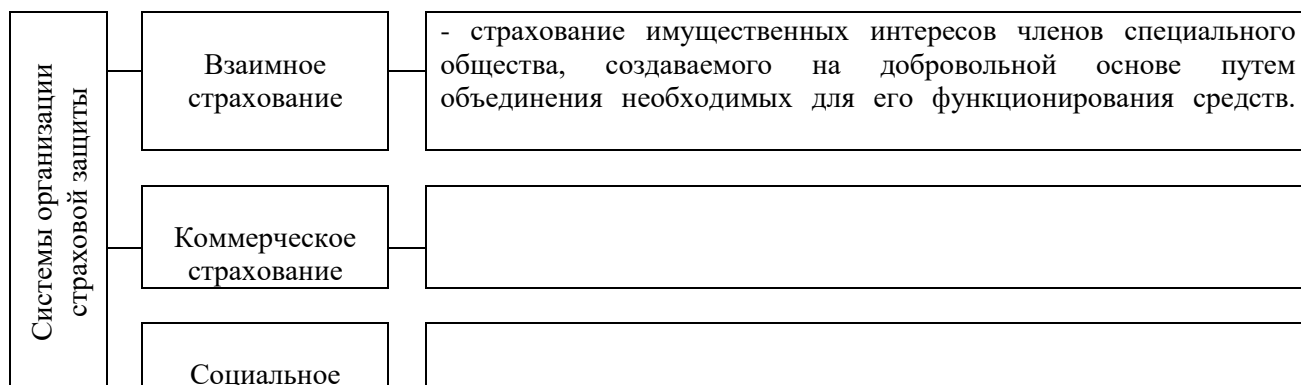 Системы организации
страховой защиты
Взаимное
страхование
- страхование имущественных интересов членов специального
общества, создаваемого на добровольной основе путем
объединения необходимых для его функционирования средств.
Коммерческое
страхование
Социальное